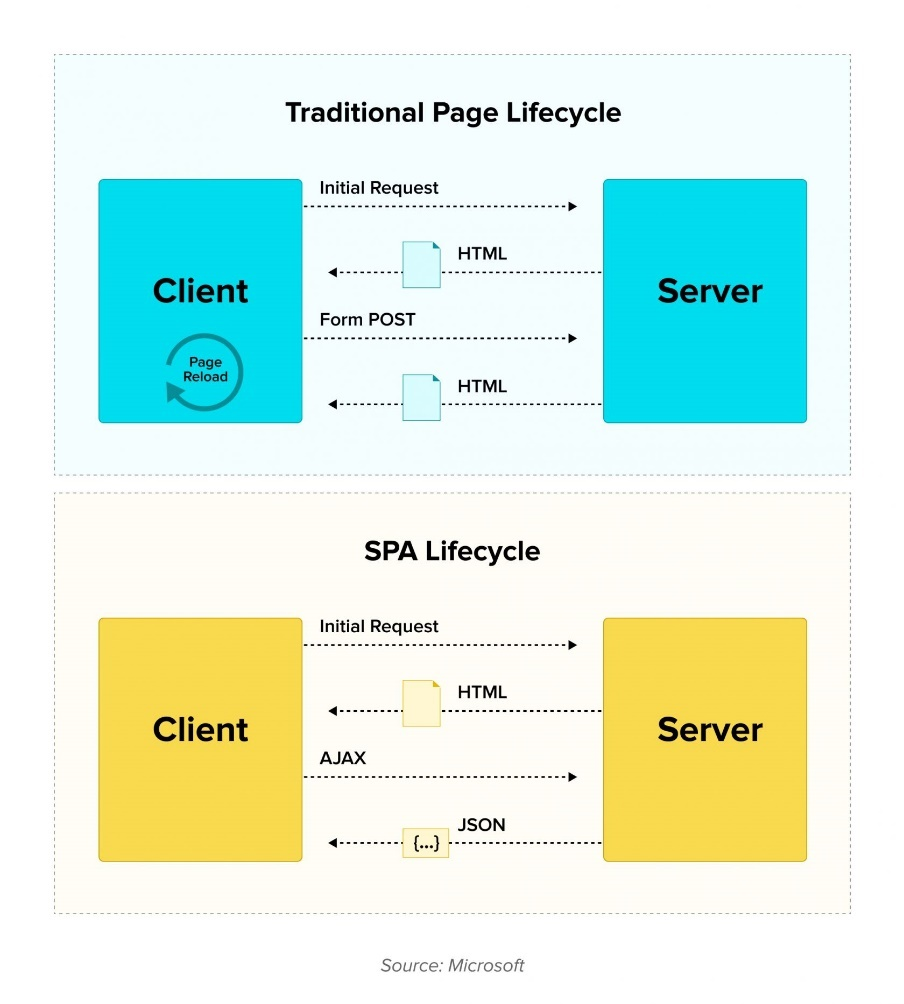 Traditional Page Lifecycle
Initial Request
HTML
Client
Server
Form POST
Page
Reload
HTML
SPA Lifecycle
Initial Request
HTML
Client
Server
AJAX
JSON
{...}
Source: Microsoft